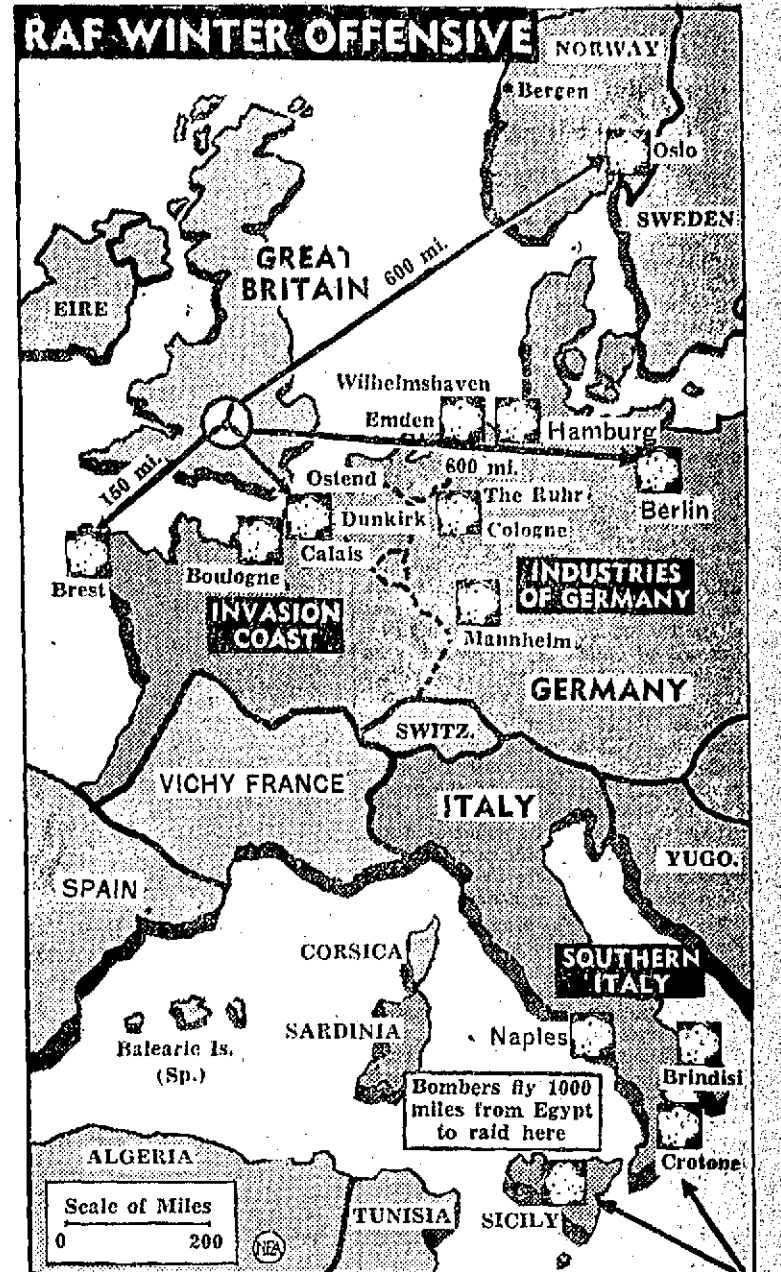 RAF WINTER OFFENSIVE
NORWAY
Bergen
Oslo
SWEDEN
GREAT
BRITAIN
600 mi.
EIRE
Wilhelmshaven
Emden
Hamburg
150 mi.
Ostend
600 mi.
The Ruhr
Berlin
Dunkirk
Cologne
Calais
Boulogne
Brest
INDUSTRIES
OF GERMANY
INVASION
COAST
Mannheim
GERMANY
SWITZ.
VICHY FRANCE
ITALY
YUGO.
SPAIN
CORSICA
SOUTHERN
ITALY
SARDINIA
Naples
Balearic Is.
(Sp.)
Brindisi
Bombers fly 1000
miles from Egypt
to raid here
Crotone
ALGERIA
Scale of Miles
0 200
NEA
TUNISIA
SICILY